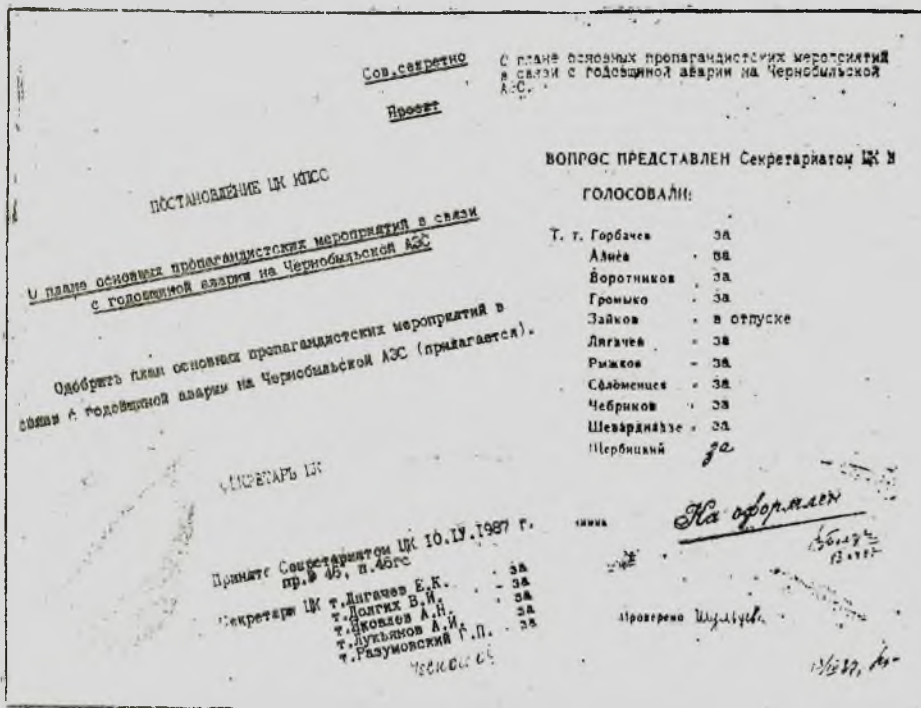 Сов.секретно
Проект
ПОСТАНОВЛЕНИЕ ЦК КПСС
О плане основных пропагандистских мероприятий в связи
с годовщиной аварии на Чернобыльской АЭС
Одобрить план основных пропагандистских мероприятий в
связи с годовщиной аварии на Чернобыльской АЭС (прилагается).
СЕКРЕТАРЬ ЦК
Принято Секретариатом ЦК 10.IV.1987 г.
пр.№ 46, п.46гс
Секретари ЦК т.Лигачев Е.К. - за
т.Долгих В.И. - за
т.Яковлев А.Н. - за
т.Лукьянов А.И. - за
т.Разумовский Г.П. - за
О плане основных пропагандистских мероприятий
в связи с годовщиной аварии на Чернобыльской
АЭС.
ВОПРОС ПРЕДСТАВЛЕН Секретариатом ЦК
ГОЛОСОВАЛИ:
Т. т. Горбачев за
Алиев - за
Воротников - за
Громыко - за
Зайков - в отпуске
Лигачев - за
Рыжков - за
Соломенцев - за
Чебриков - за
Шеварднадзе - за
Щербицкий за
На оформлен
Проверено